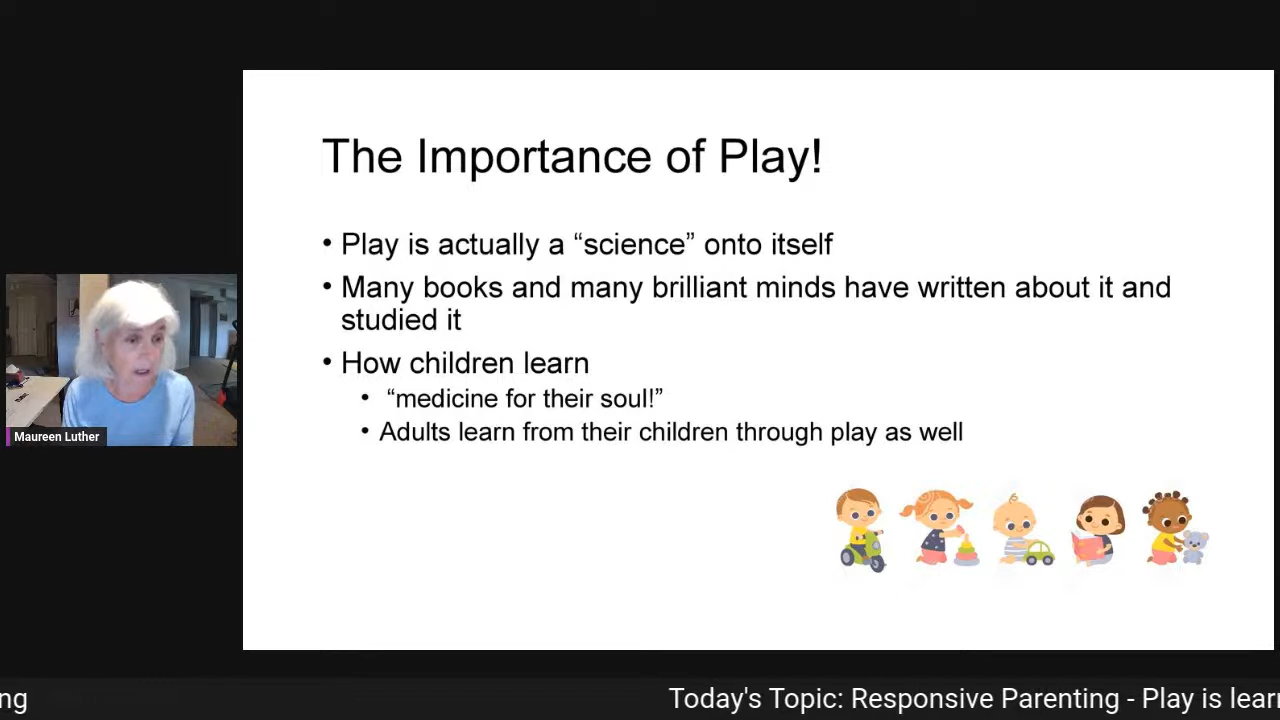 The Importance of Play!
• Play is actually a “science” onto itself
• Many books and many brilliant minds have written about it and
studied it
• How children learn
• “medicine for their soul!”
• Adults learn from their children through play as well
Maureen Luther
ng
Today's Topic: Responsive Parenting - Play is lear